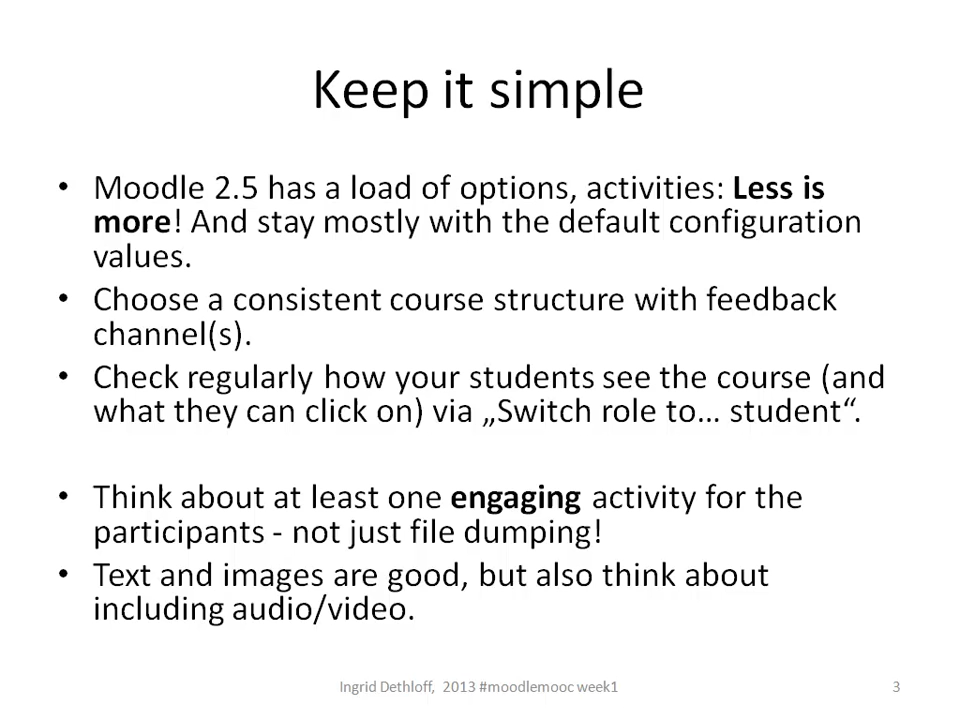 Keep it simple
• Moodle 2.5 has a load of options, activities: Less is
more! And stay mostly with the default configuration
values.
• Choose a consistent course structure with feedback
channel(s).
• Check regularly how your students see the course (and
what they can click on) via „Switch role to… student“.
• Think about at least one engaging activity for the
participants - not just file dumping!
• Text and images are good, but also think about
including audio/video.
Ingrid Dethloff, 2013 #moodlemooc week1
3